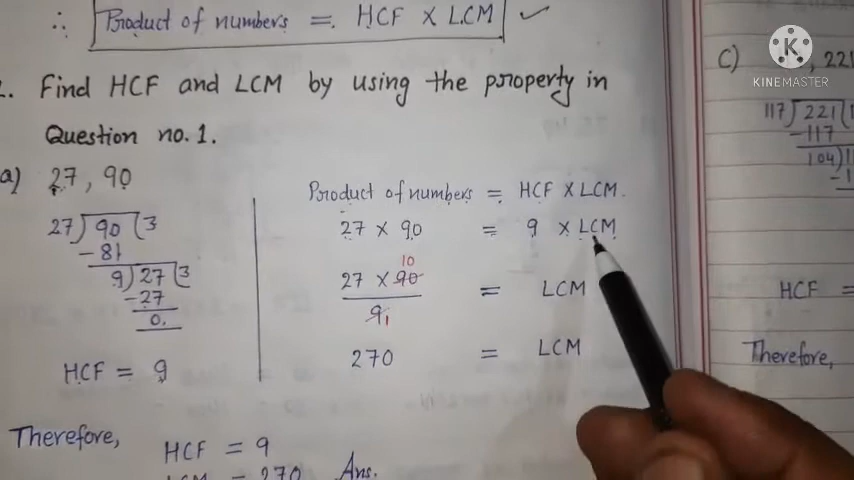 ∴ Product of numbers = HCF X LCM
Find HCF and LCM by using the property in
Question no. 1.
a) 27, 90
27) 90 (3
- 81
9) 27 (3
- 27
0
HCF = 9
Product of numbers = HCF X LCM.
27 × 90 = 9 × LCM
10
27 × 90 = LCM
9 1
270 = LCM
Therefore,
HCF = 9
LCM = 270 Ans.
C) , 221
K
KINEMASTER
117) 221 (
- 117
104)
HCF =
Therefore,